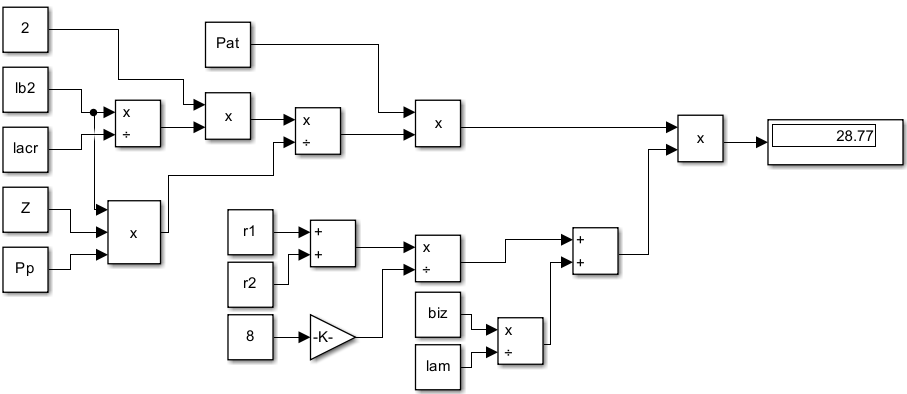 2
Pat
lb2
x
÷
x
x
÷
x
x
28.77
lacr
Z
x
Pp
r1
+
+
x
÷
+
+
r2
8
-K-
biz
x
÷
lam